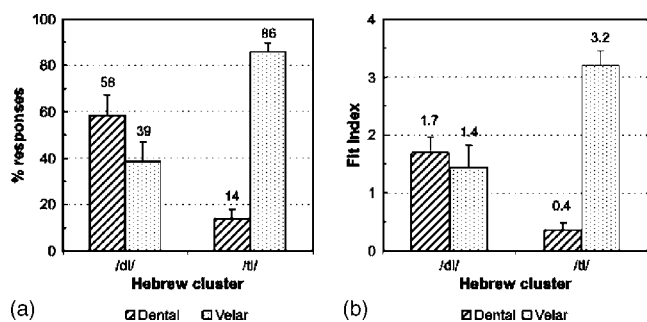 100
80
60
40
20
0
% responses
58
39
14
86
/dl/
/tl/
Hebrew cluster
(a)
Dental
Velar
4
3
2
1
0
Fit Index
1.7
1.4
0.4
3.2
/dl/
/tl/
Hebrew cluster
(b)
Dental
Velar